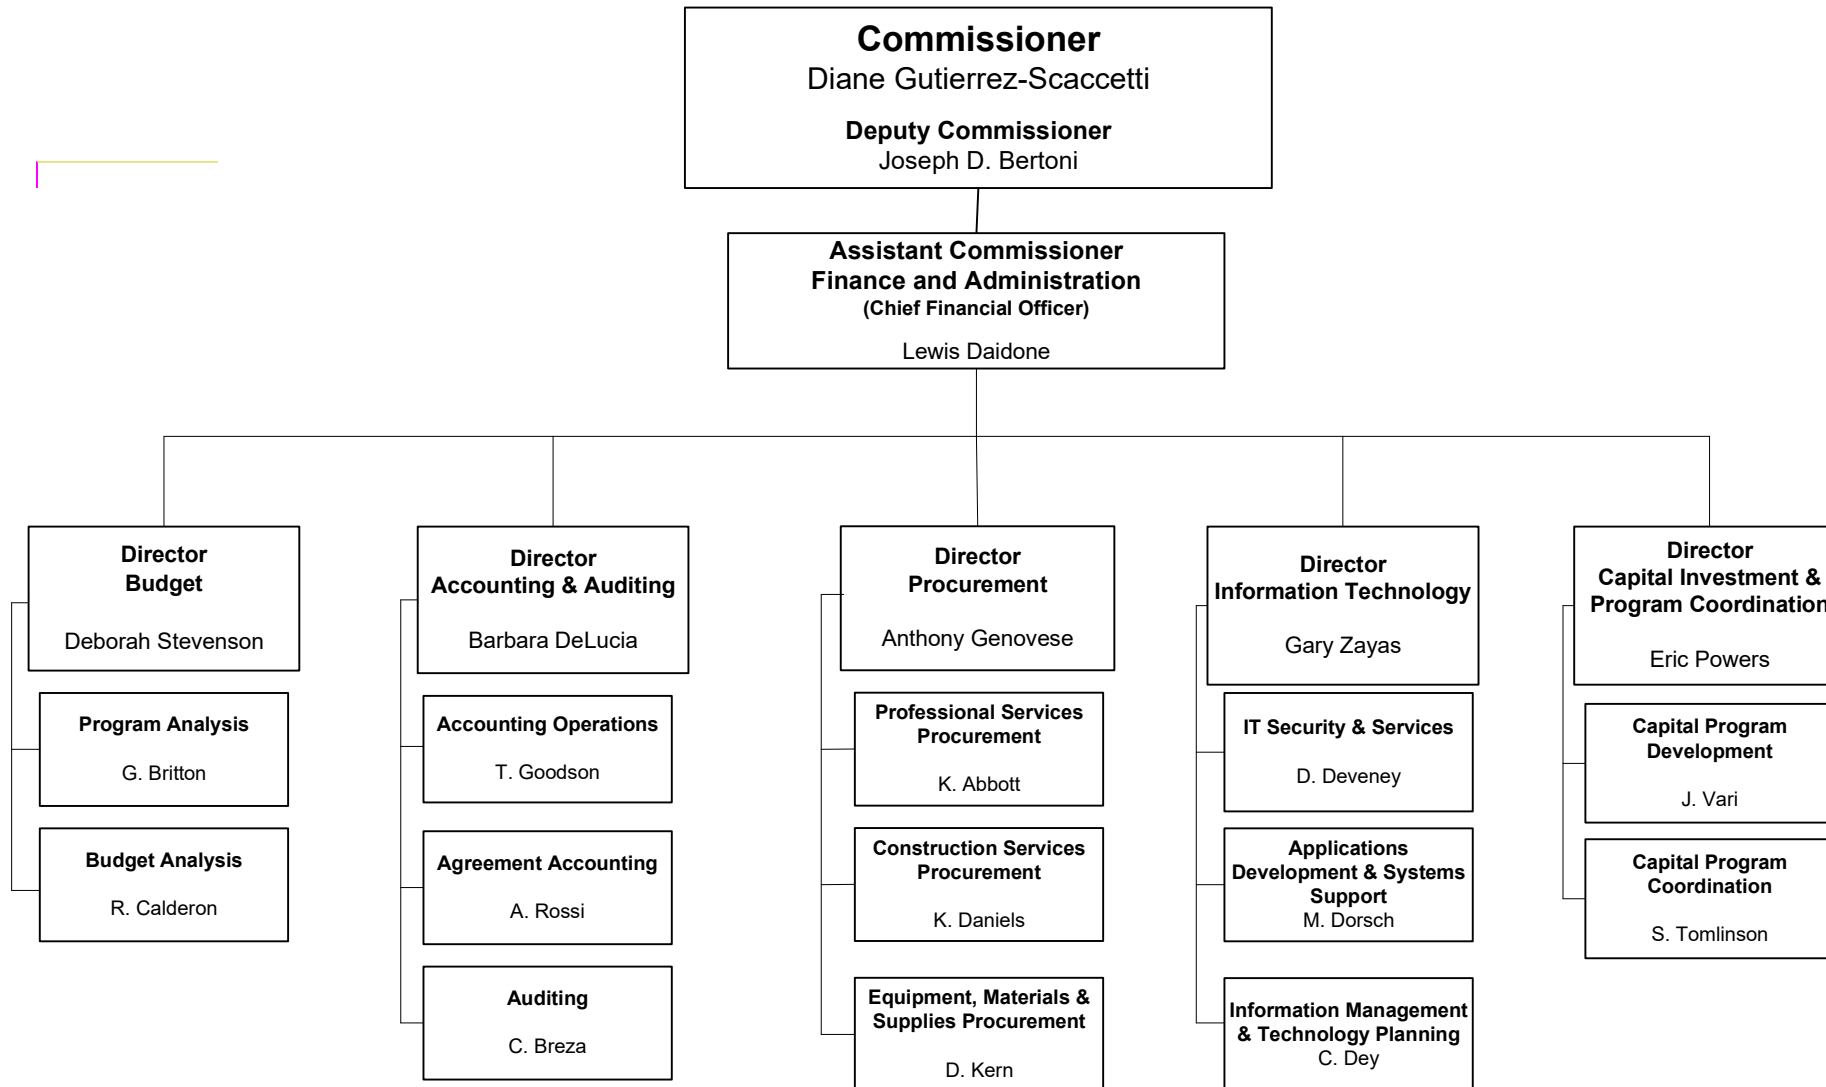 Commissioner
Diane Gutierrez-Scaccetti
Deputy Commissioner
Joseph D. Bertoni
Assistant Commissioner
Finance and Administration
(Chief Financial Officer)
Lewis Daidone
Director
Budget
Deborah Stevenson
Program Analysis
G. Britton
Budget Analysis
R. Calderon
Director
Accounting & Auditing
Barbara DeLucia
Accounting Operations
T. Goodson
Agreement Accounting
A. Rossi
Auditing
C. Breza
Director
Procurement
Anthony Genovese
Professional Services
Procurement
K. Abbott
Construction Services
Procurement
K. Daniels
Equipment, Materials &
Supplies Procurement
D. Kern
Director
Information Technology
Gary Zayas
IT Security & Services
D. Deveney
Applications
Development & Systems
Support
M. Dorsch
Information Management
& Technology Planning
C. Dey
Director
Capital Investment &
Program Coordination
Eric Powers
Capital Program
Development
J. Vari
Capital Program
Coordination
S. Tomlinson